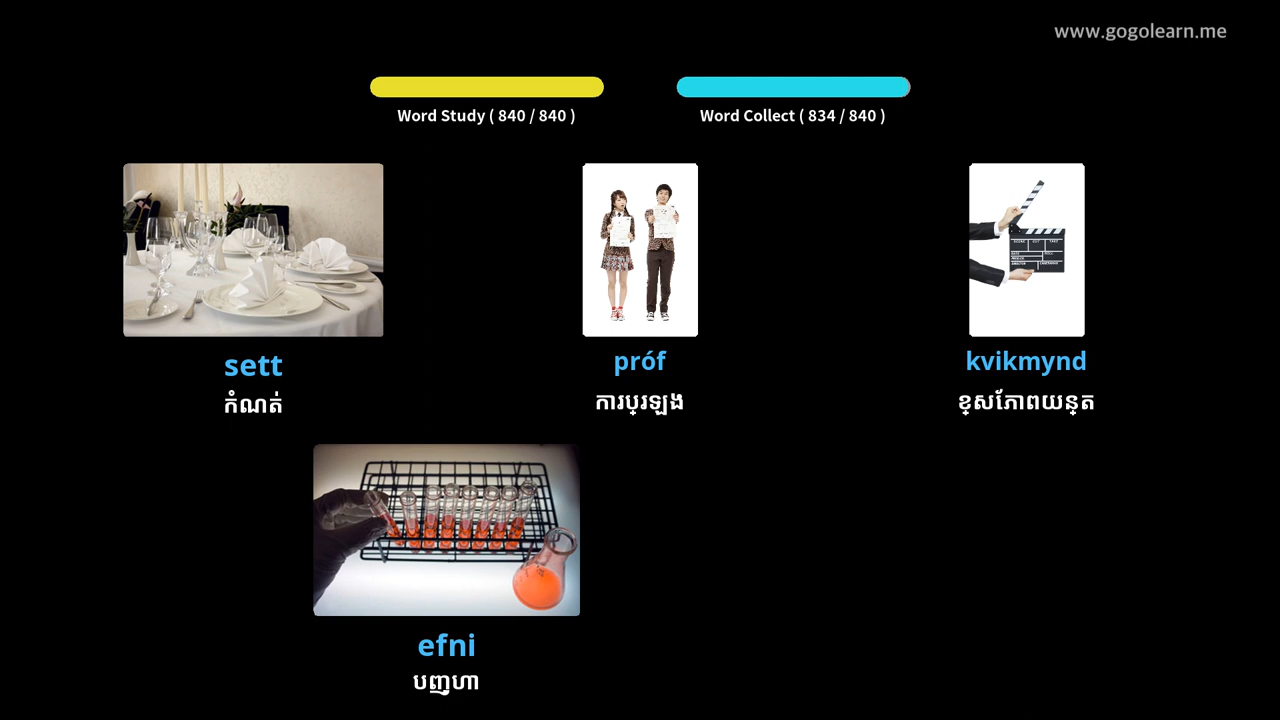 www.gogolearn.me
Word Study ( 840 / 840 )
Word Collect ( 834 / 840 )
sett
កំណត់
próf
ការប្រឡង
kvikmynd
ខ្សែភាពយន្ត
efni
បញ្ហា